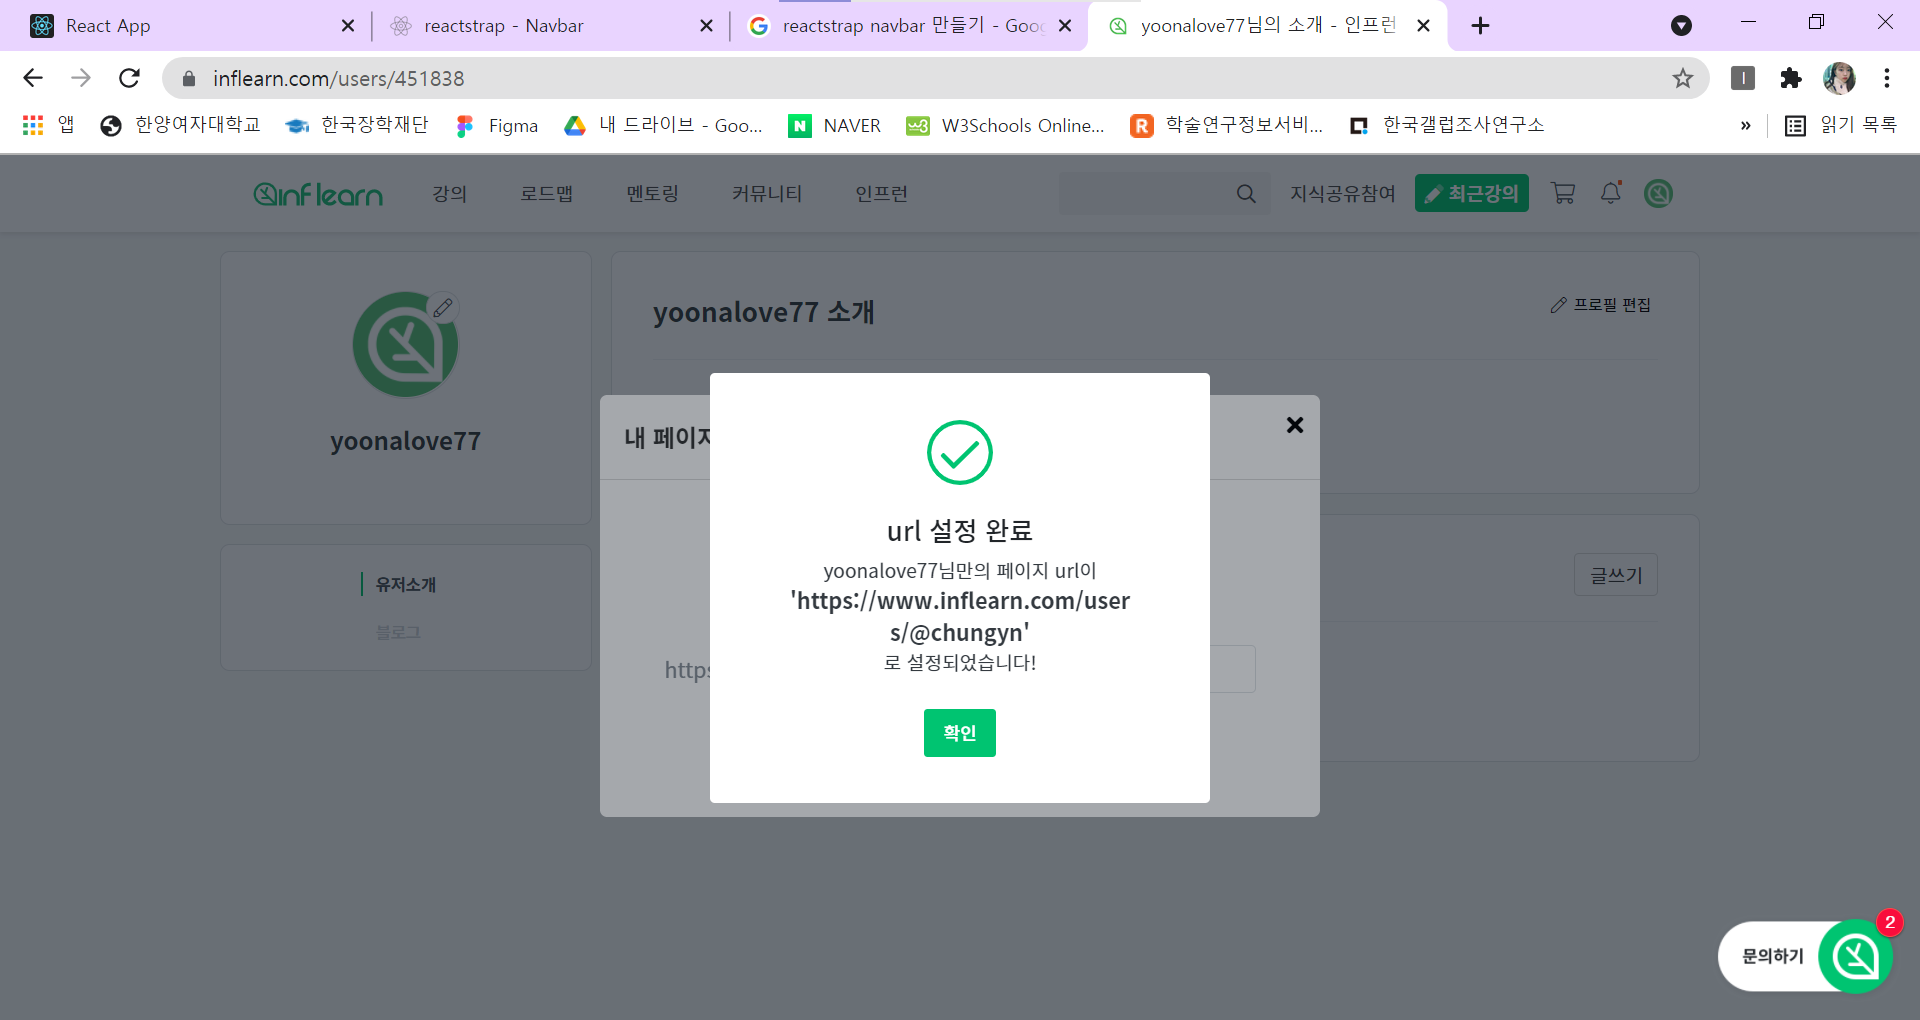 React App
reactstrap - Navbar
reactstrap navbar 만들기 - Goo
yoonalove77님의 소개 - 인프런
inflearn.com/users/451838
I
앱
한양여자대학교
한국장학재단
Figma
내 드라이브 - Goo...
NAVER
W3Schools Online...
학술연구정보서비...
한국갤럽조사연구소
»
읽기 목록
inflearn
강의
로드맵
멘토링
커뮤니티
인프런
지식공유참여
최근강의
yoonalove77
유저소개
블로그
yoonalove77 소개
프로필 편집
글쓰기
내 페이지
https
url 설정 완료
yoonalove77님만의 페이지 url이
'https://www.inflearn.com/user
s/@chungyn'
로 설정되었습니다!
확인
문의하기
2